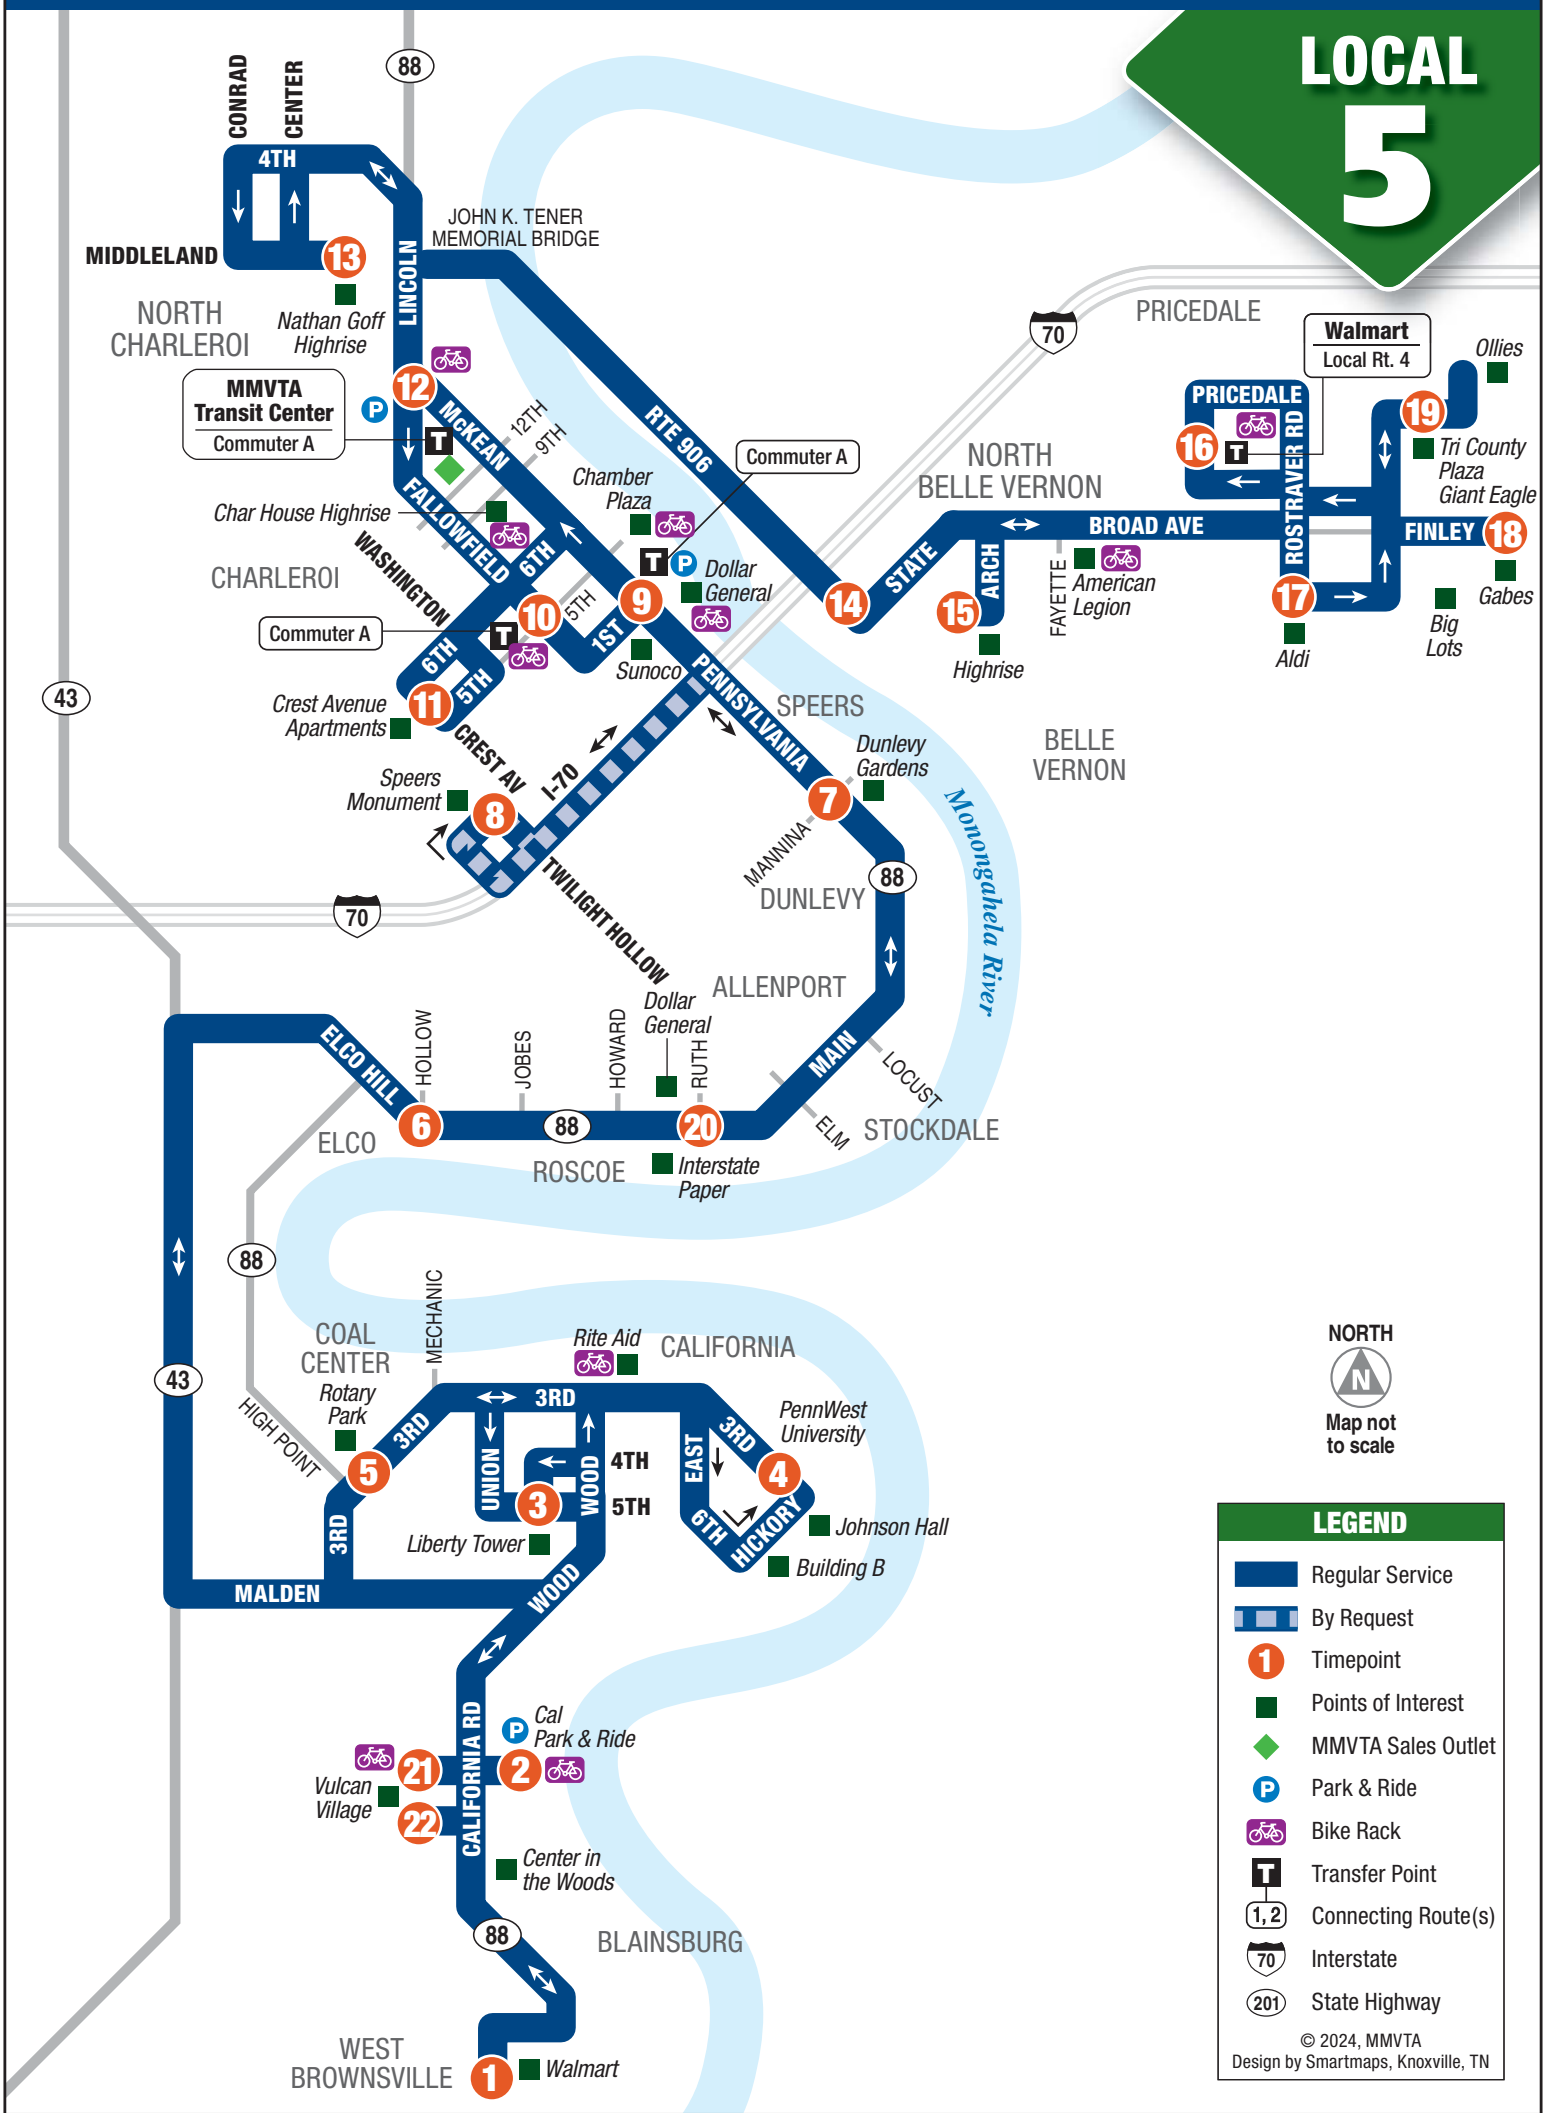 LOCAL
5
CONRAD
CENTER
88
4TH
JOHN K. TENER
MEMORIAL BRIDGE
MIDDLELAND
13
LINCOLN
NORTH
CHARLEROI
Nathan Goff
Highrise
70
PRICEDALE
Walmart
Local Rt. 4
Ollies
12
MMVTA
Transit Center
Commuter A
P
T
McKEAN
12TH
9TH
RTE 906
PRICEDALE
16
T
ROSTRAVER RD
19
Tri County
Plaza
Giant Eagle
Commuter A
NORTH
BELLE VERNON
Chamber
Plaza
Char House Highrise
FALLOWFIELD
WASHINGTON
6TH
BROAD AVE
FINLEY
18
CHARLEROI
T
P
Dollar
General
STATE
ARCH
FAYETTE
American
Legion
Gabes
10
5TH
9
14
15
17
Big
Lots
Commuter A
T
1ST
Sunoco
Highrise
Aldi
6TH
5TH
11
PENNSYLVANIA
43
Crest Avenue
Apartments
CREST AV
SPEERS
BELLE
VERNON
I-70
Dunlevy
Gardens
Speers
Monument
8
7
MANNINA
Monongahela River
TWILIGHT HOLLOW
88
DUNLEVY
70
ALLENPORT
Dollar
General
ELCO HILL
HOLLOW
JOBES
HOWARD
RUTH
MAIN
LOCUST
6
88
20
ELM
STOCKDALE
ELCO
ROSCOE
Interstate
Paper
88
MECHANIC
COAL
CENTER
Rite Aid
CALIFORNIA
NORTH
N
Map not
to scale
43
Rotary
Park
HIGH POINT
3RD
3RD
3RD
PennWest
University
5
UNION
WOOD
4TH
EAST
4
3
5TH
6TH
HICKORY
3RD
Liberty Tower
Johnson Hall
Building B
MALDEN
WOOD
CALIFORNIA RD
P
Cal
Park & Ride
21
2
Vulcan
Village
22
Center in
the Woods
88
BLAINSBURG
WEST
BROWNSVILLE
1
Walmart
LEGEND
Regular Service
By Request
1
Timepoint
Points of Interest
MMVTA Sales Outlet
P
Park & Ride
Bike Rack
T
Transfer Point
1, 2
Connecting Route(s)
70
Interstate
201
State Highway
© 2024, MMVTA
Design by Smartmaps, Knoxville, TN